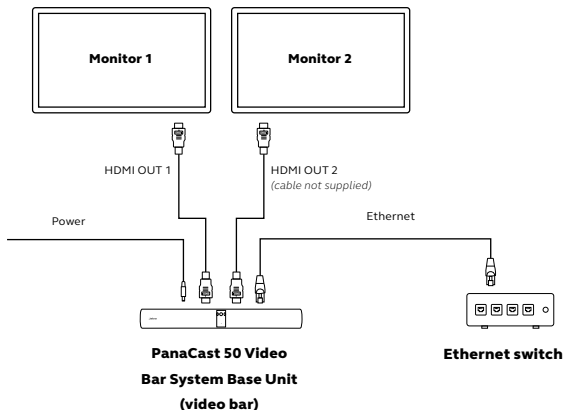 Monitor 1
Monitor 2
HDMI OUT 1
HDMI OUT 2
(cable not supplied)
Power
Ethernet
PanaCast 50 Video
Bar System Base Unit
(video bar)
Ethernet switch